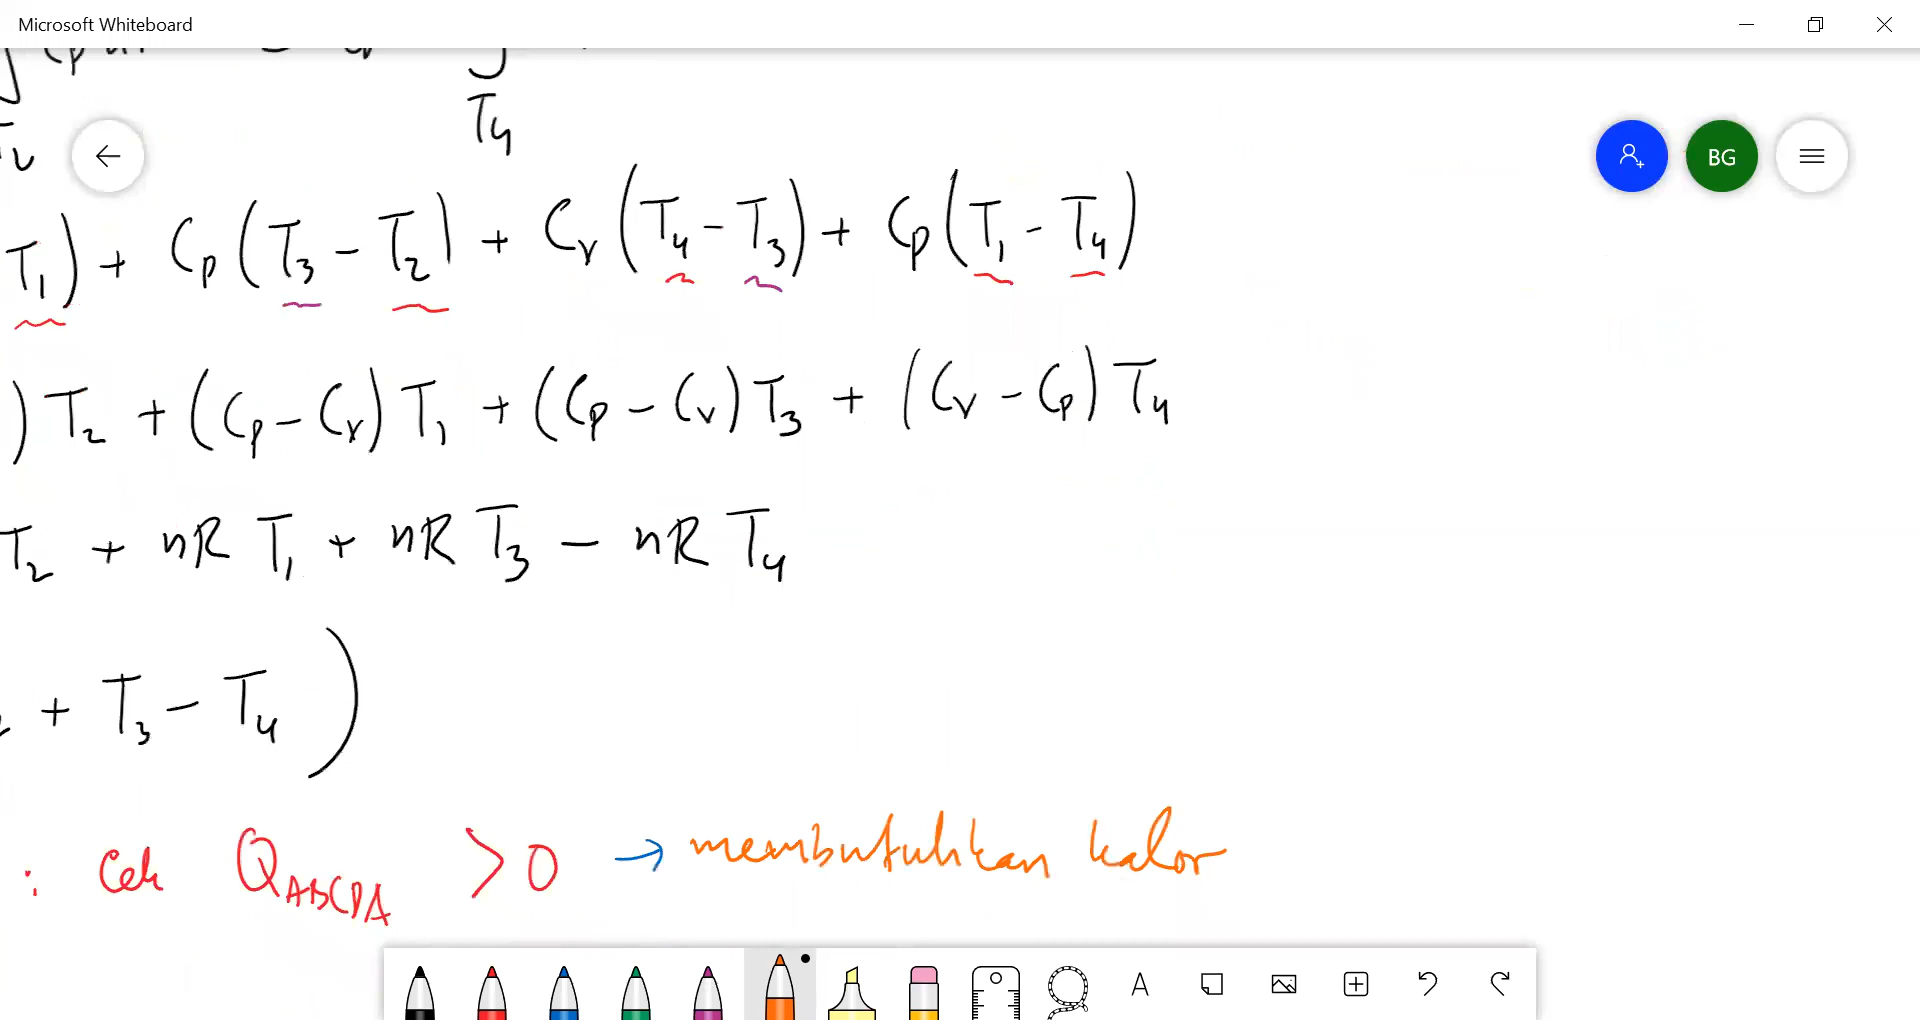 Microsoft Whiteboard
T₄
BG
T₁) + Cp(T₃ - T₂) + Cv(T₄ - T₃) + Cp(T₁ - T₄)
)T₂ + (Cp - Cv)T₁ + (Cp - Cv)T₃ + (Cv - Cp)T₄
T₂ + nR T₁ + nR T₃ - nR T₄
+ T₃ - T₄)
: Cek Q_ABCDA > 0 → membutuhkan kalor
A